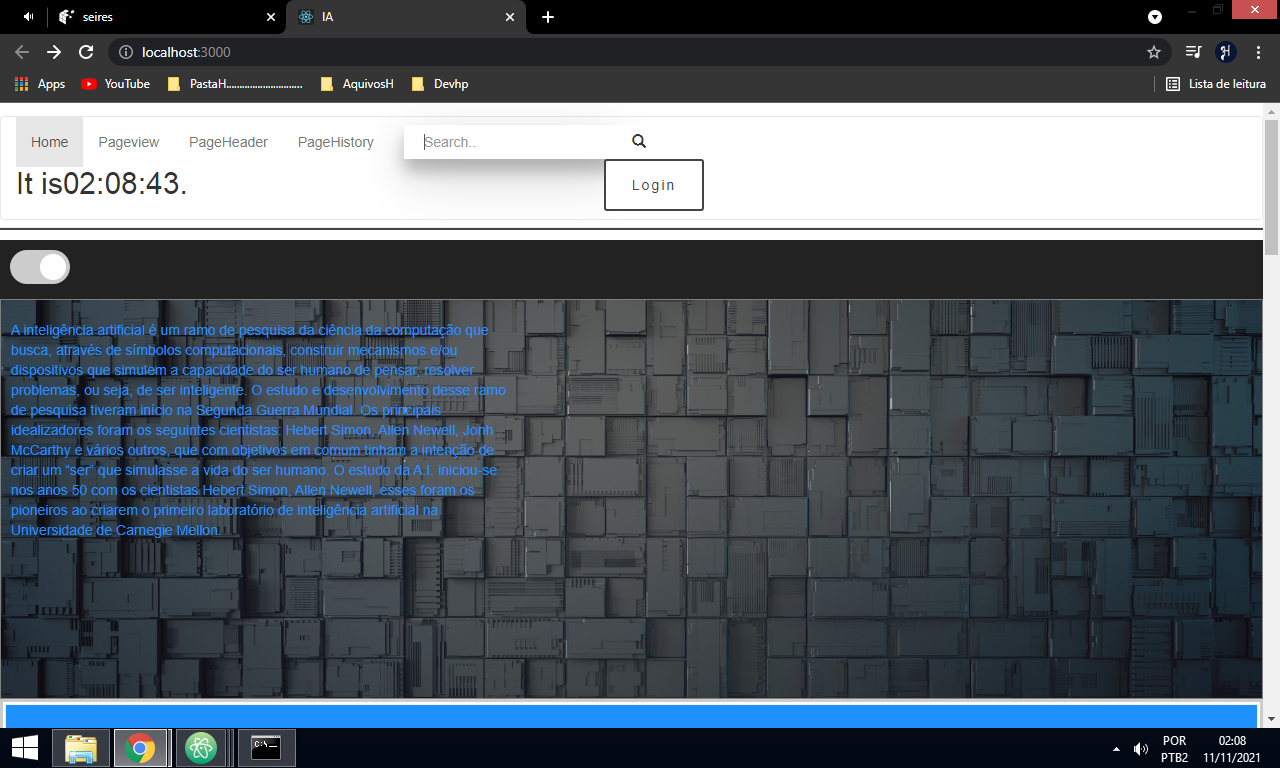 seires
IA
localhost:3000
Apps
YouTube
PastaH.............................
AquivosH
Devhp
Lista de leitura
Home
Pageview
PageHeader
PageHistory
Search..
It is02:08:43.
Login
A inteligência artificial é um ramo de pesquisa da ciência da computação que
busca, através de símbolos computacionais, construir mecanismos e/ou
dispositivos que simulem a capacidade do ser humano de pensar, resolver
problemas, ou seja, de ser inteligente. O estudo e desenvolvimento desse ramo
de pesquisa tiveram início na Segunda Guerra Mundial. Os principais
idealizadores foram os seguintes cientistas: Hebert Simon, Allen Newell, Jonh
McCarthy e vários outros, que com objetivos em comum tinham a intenção de
criar um “ser” que simulasse a vida do ser humano. O estudo da A.I. iniciou-se
nos anos 50 com os cientistas Hebert Simon, Allen Newell, esses foram os
pioneiros ao criarem o primeiro laboratório de inteligência artificial na
Universidade de Carnegie Mellon.
C:\_
POR
02:08
PTB2
11/11/2021